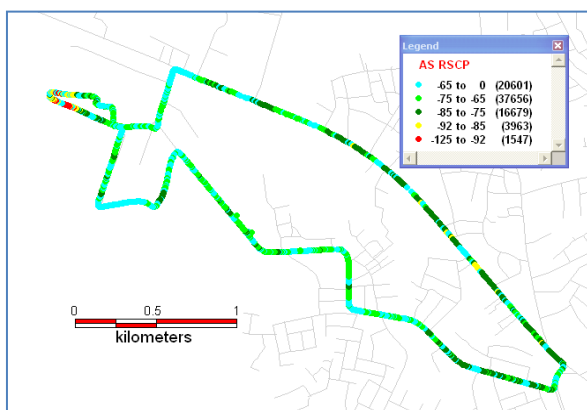 Legend
AS RSCP
-65 to 0 (20601)
-75 to -65 (37656)
-85 to -75 (16679)
-92 to -85 (3963)
-125 to -92 (1547)
0 0.5 1
kilometers